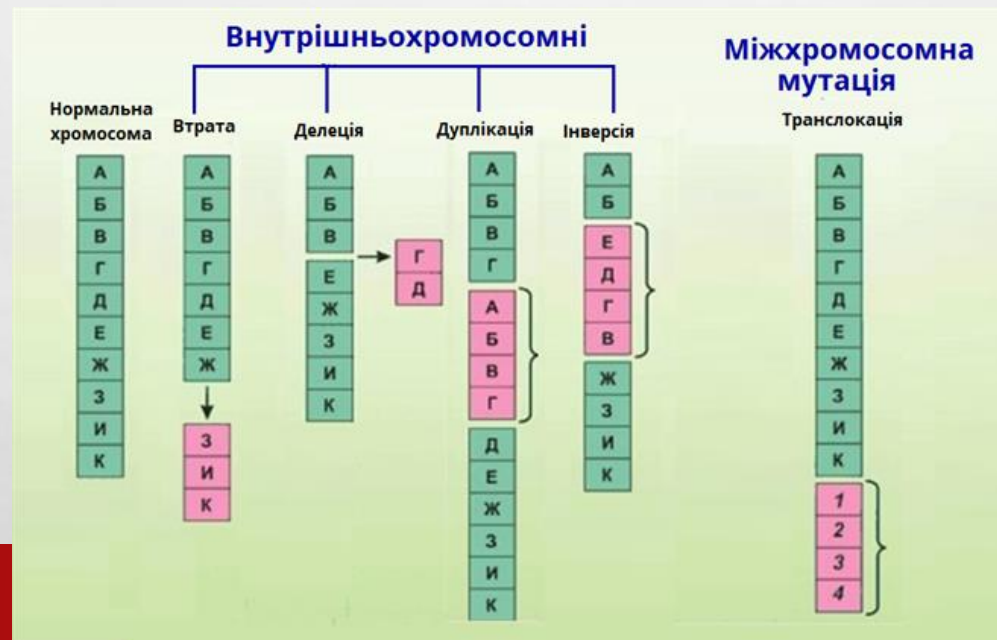 Внутрішньохромосомні
Міжхромосомна
мутація
Нормальна
хромосома
Втрата
Делеція
Дуплікація
Інверсія
Транслокація
А
Б
В
Г
Д
Е
Ж
З
И
К
А
Б
В
Г
Д
Е
Ж
З
И
К
А
Б
В
Е
Ж
З
И
К
Г
Д
А
Б
В
Г
А
Б
В
Г
Д
Е
Ж
З
И
К
А
Б
Е
Д
Г
В
Ж
З
И
К
А
Б
В
Г
Д
Е
Ж
З
И
К
1
2
3
4